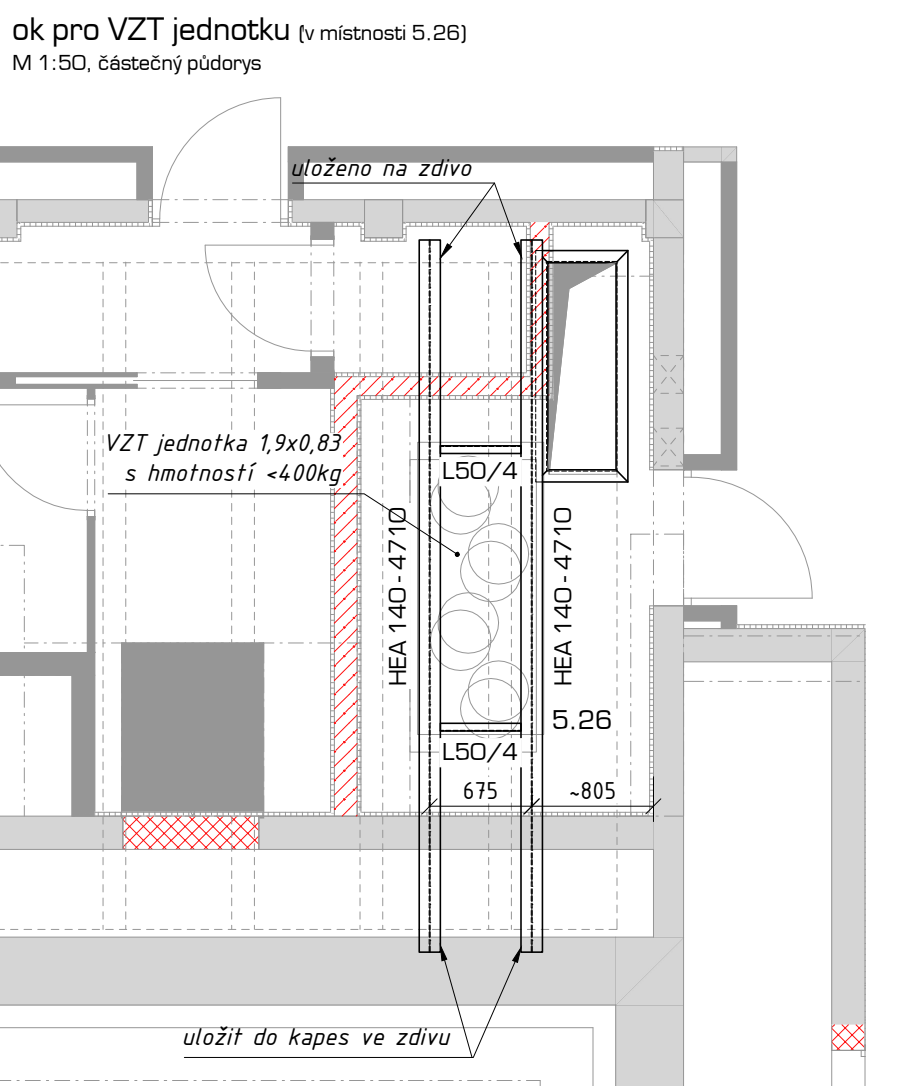 ok pro VZT jednotku (v místnosti 5.26)
M 1:50, částečný půdorys
uloženo na zdivo
VZT jednotka 1,9x0,83
s hmotností <400kg
L50/4
HEA 140 - 4710
HEA 140 - 4710
5.26
L50/4
675
~805
uložit do kapes ve zdivu